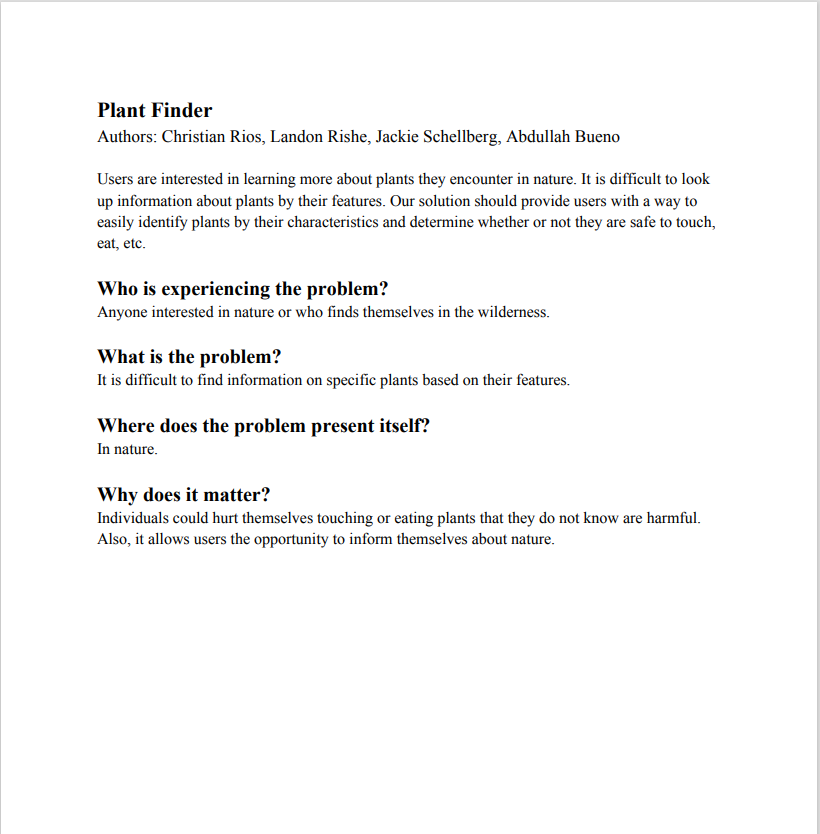 Plant Finder
Authors: Christian Rios, Landon Rishe, Jackie Schellberg, Abdullah Bueno
Users are interested in learning more about plants they encounter in nature. It is difficult to look
up information about plants by their features. Our solution should provide users with a way to
easily identify plants by their characteristics and determine whether or not they are safe to touch,
eat, etc.
Who is experiencing the problem?
Anyone interested in nature or who finds themselves in the wilderness.
What is the problem?
It is difficult to find information on specific plants based on their features.
Where does the problem present itself?
In nature.
Why does it matter?
Individuals could hurt themselves touching or eating plants that they do not know are harmful.
Also, it allows users the opportunity to inform themselves about nature.